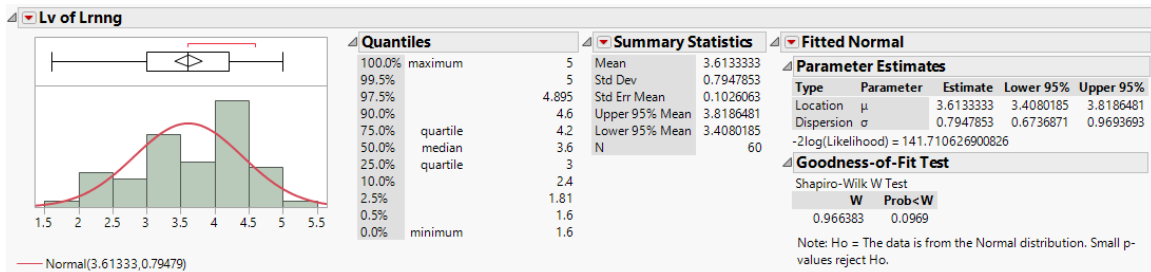 Lv of Lrnng
1.5 2 2.5 3 3.5 4 4.5 5 5.5
Normal(3.61333,0.79479)
Quantiles
100.0% maximum 5
99.5% 5
97.5% 4.895
90.0% 4.6
75.0% quartile 4.2
50.0% median 3.6
25.0% quartile 3
10.0% 2.4
2.5% 1.81
0.5% 1.6
0.0% minimum 1.6
Summary Statistics
Mean 3.6133333
Std Dev 0.7947853
Std Err Mean 0.1026063
Upper 95% Mean 3.8186481
Lower 95% Mean 3.4080185
N 60
Fitted Normal
Parameter Estimates
Type Parameter Estimate Lower 95% Upper 95%
Location μ 3.6133333 3.4080185 3.8186481
Dispersion σ 0.7947853 0.6736871 0.9693693
-2log(Likelihood) = 141.710626900826
Goodness-of-Fit Test
Shapiro-Wilk W Test
W Prob<W
0.966383 0.0969
Note: Ho = The data is from the Normal distribution. Small p-
values reject Ho.